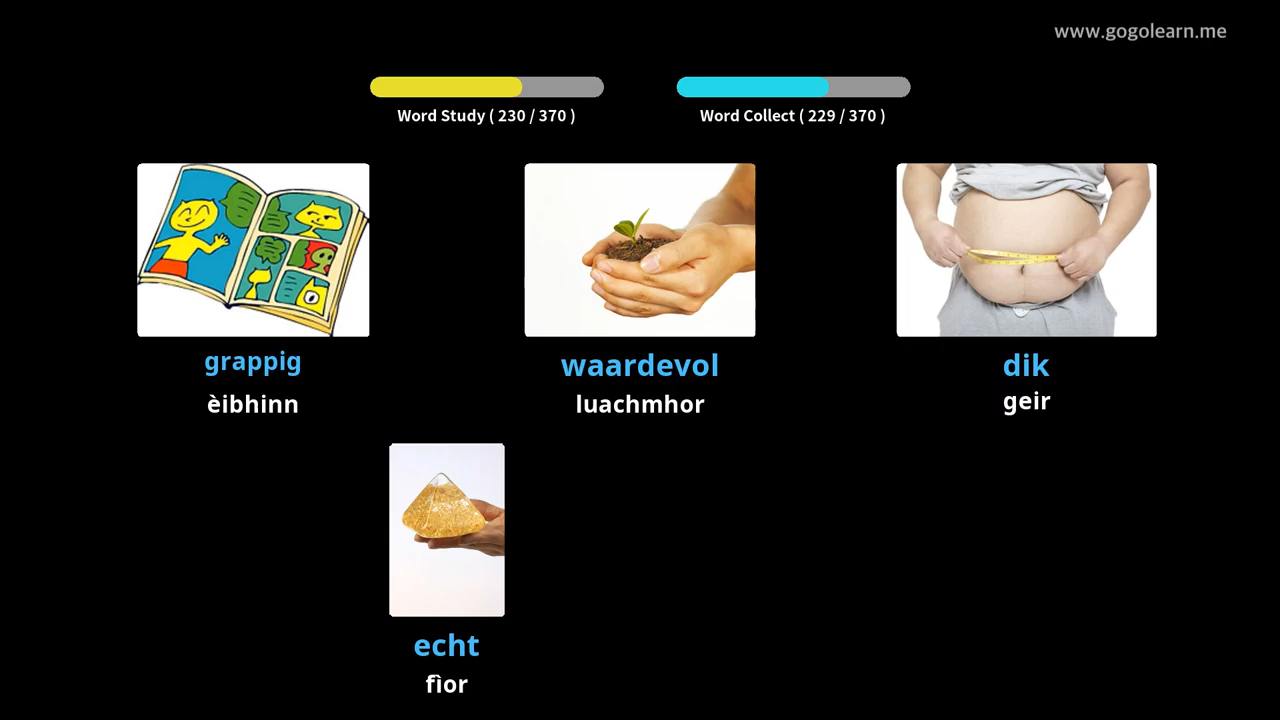 www.gogolearn.me
Word Study ( 230 / 370 )
Word Collect ( 229 / 370 )
grappig
èibhinn
waardevol
luachmhor
dik
geir
echt
fìor